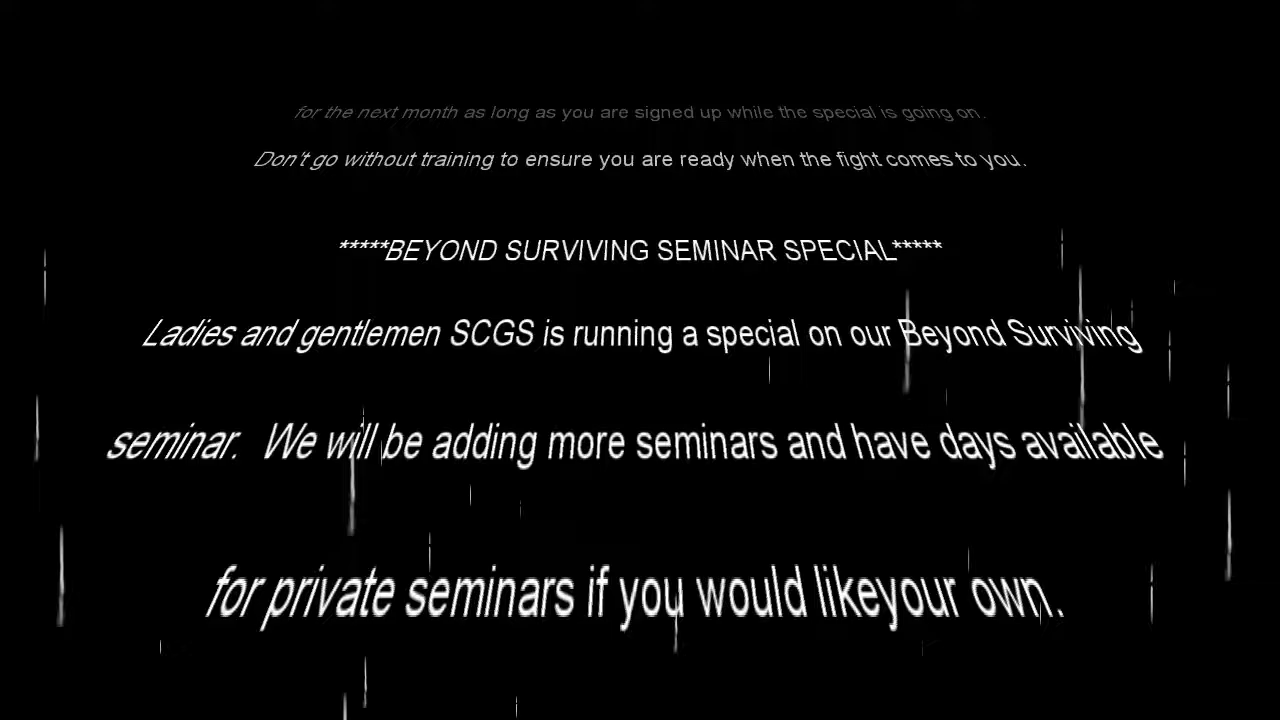 for the next month as long as you are signed up while the special is going on.
Don't go without training to ensure you are ready when the fight comes to you.
*****BEYOND SURVIVING SEMINAR SPECIAL*****
Ladies and gentlemen SCGS is running a special on our Beyond Surviving
seminar.  We will be adding more seminars and have days available
for private seminars if you would likeyour own.